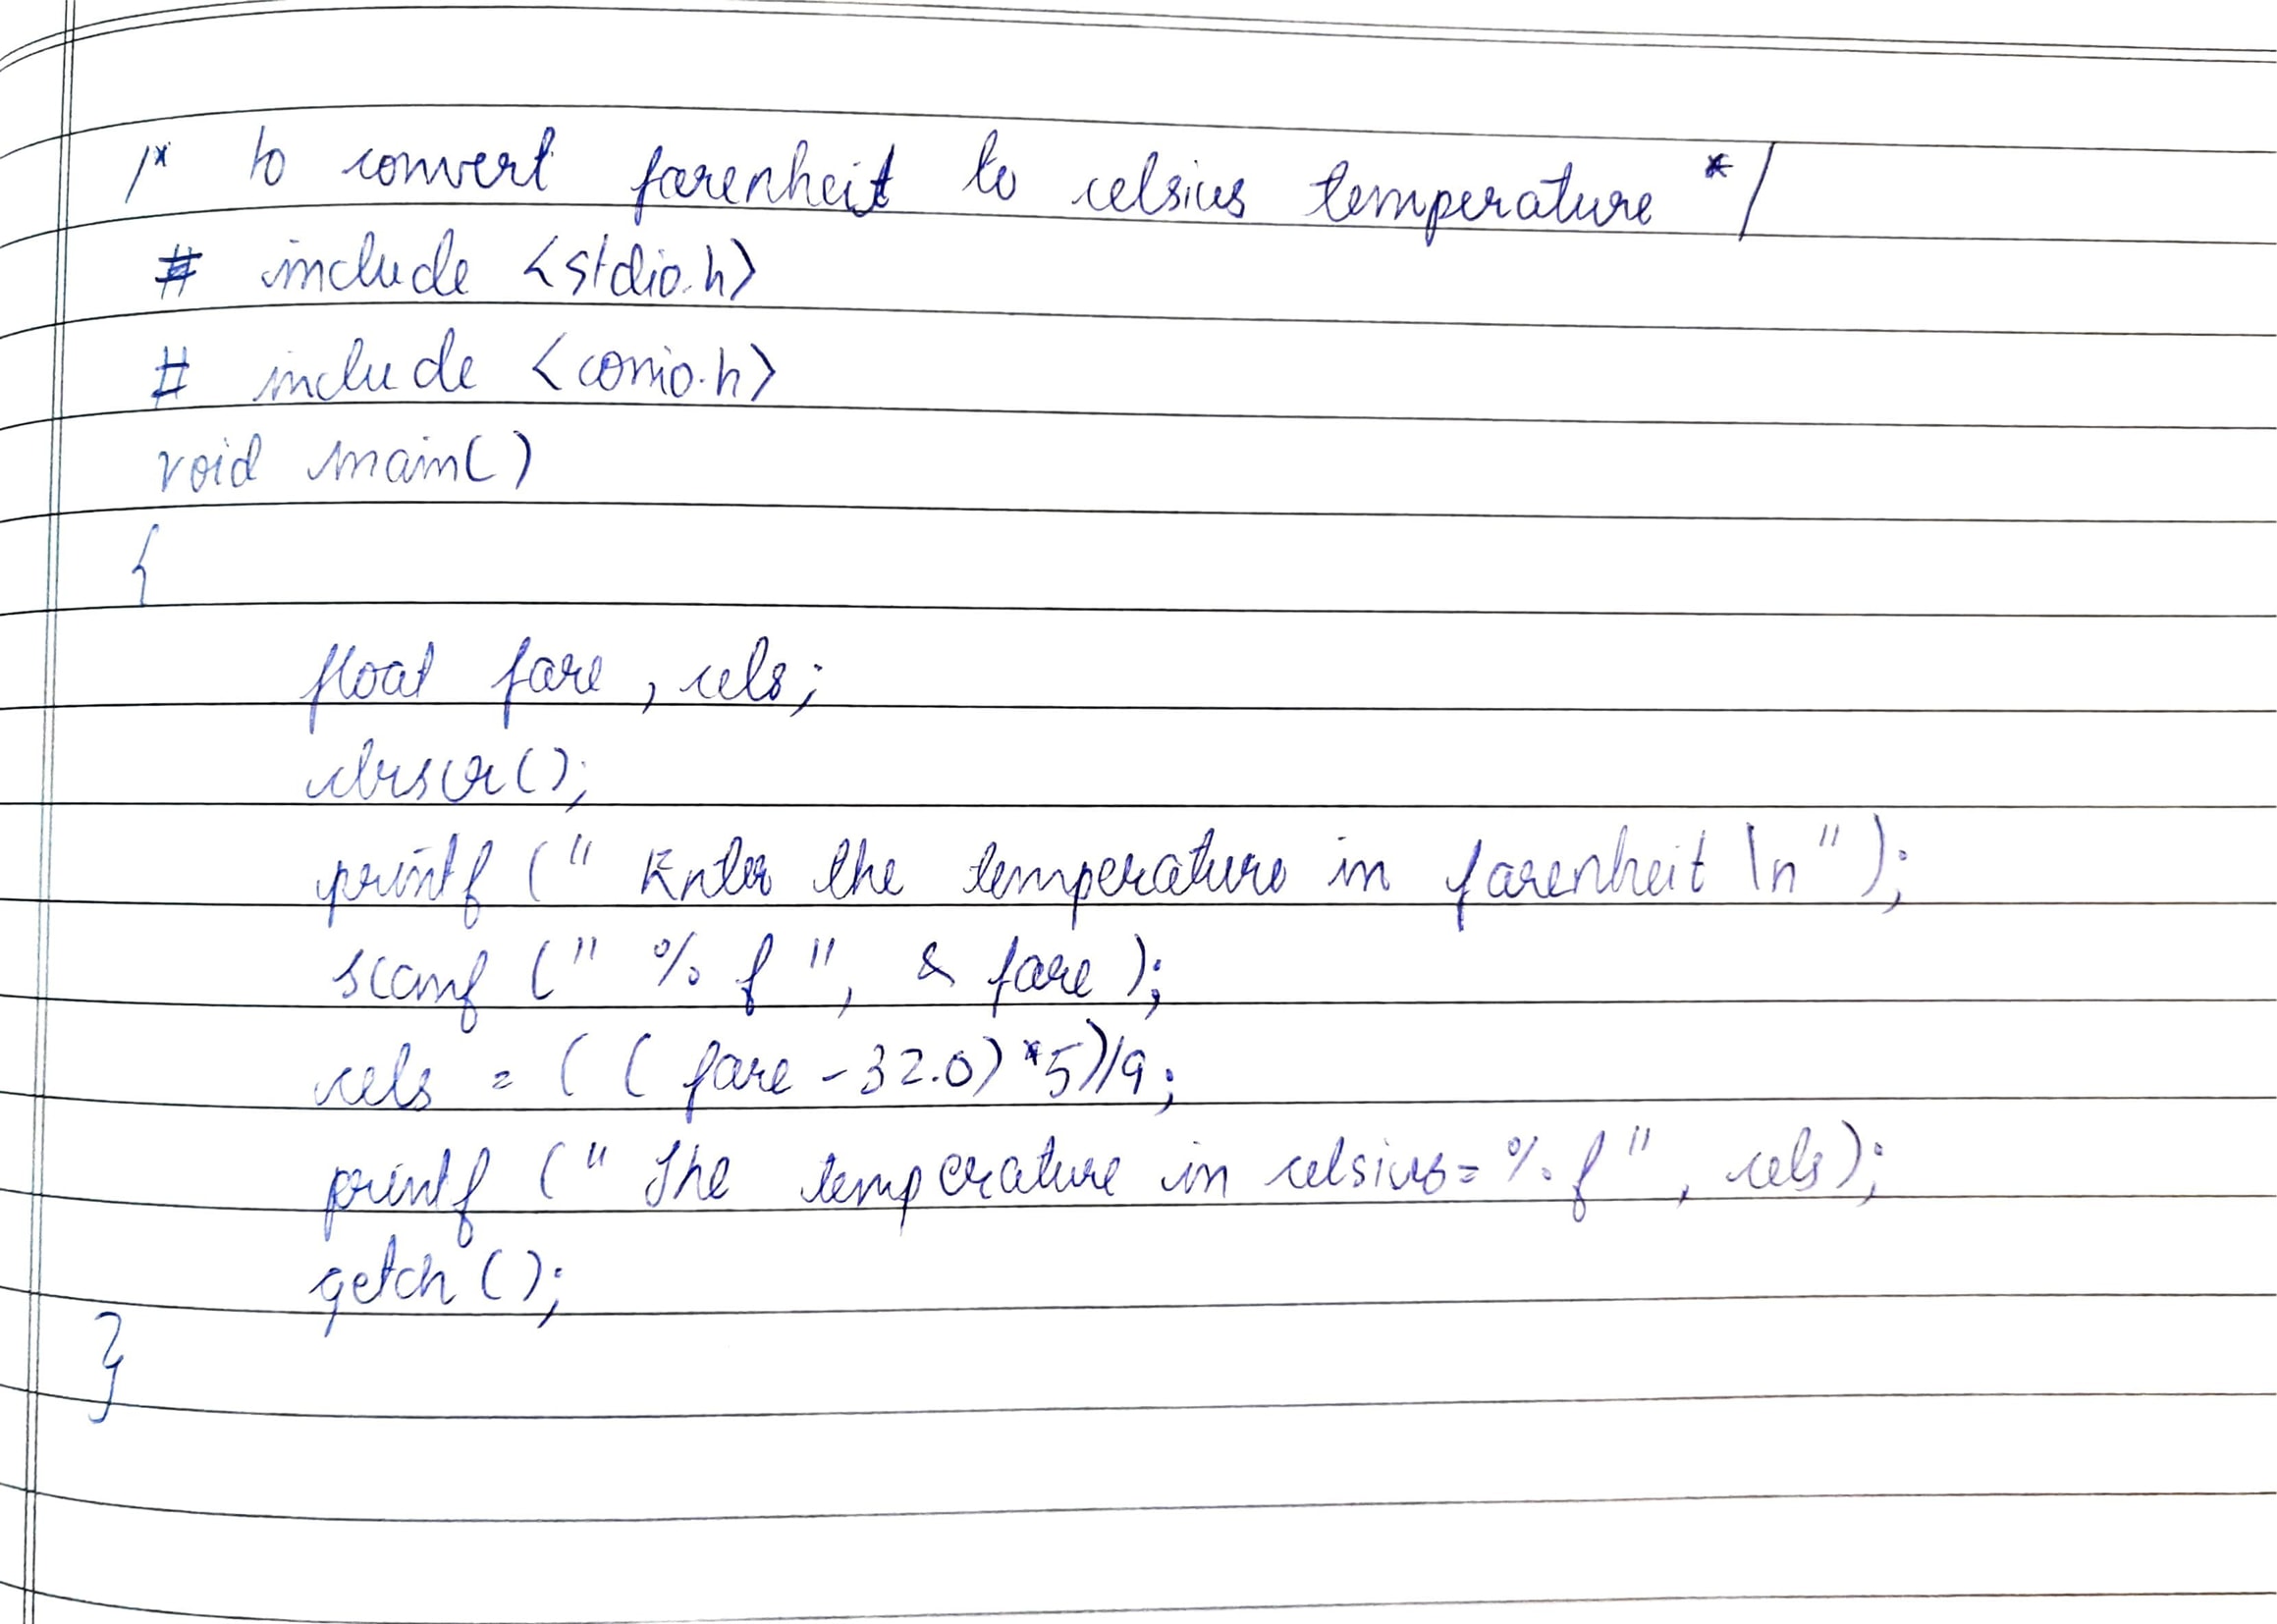 /* to convert farenheit to celsius temperature */
# include <stdio.h>
# include <conio.h>
void main()
{
float fare, cels;
clrscr();
printf (" Enter the temperature in farenheit \n ");
scanf (" % f ", & fare );
cels = ( ( fare - 32.0) *5)/9;
printf (" The temperature in celsius= % f ", cels);
getch ();
}